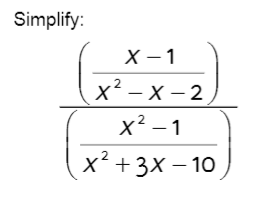 Simplify:
( x − 1 / x² − x − 2 )
( x² − 1 / x² + 3x − 10 )